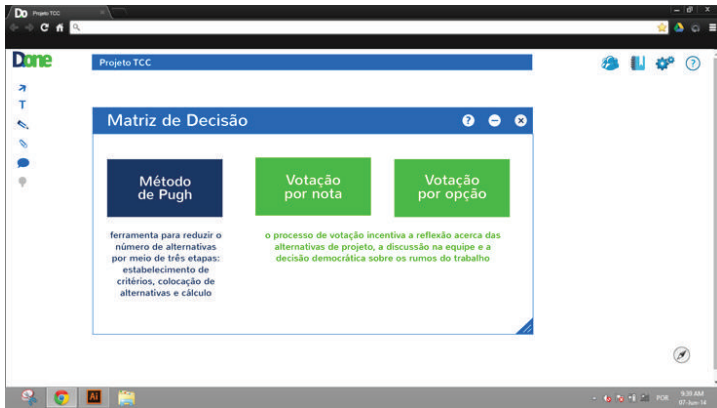 Do Projeto TCC
Done
Projeto TCC
T
Matriz de Decisão
Método
de Pugh
Votação
por nota
Votação
por opção
ferramenta para reduzir o
número de alternativas
por meio de três etapas:
estabelecimento de
critérios, colocação de
alternativas e cálculo
o processo de votação incentiva a reflexão acerca das
alternativas de projeto, a discussão na equipe e a
decisão democrática sobre os rumos do trabalho
Ai
POR
9:39 AM
07-Jun-14